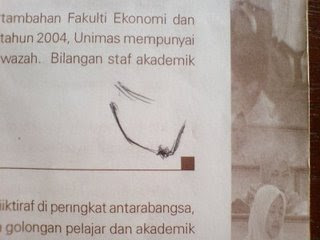 rtambahan Fakulti Ekonomi dan
tahun 2004, Unimas mempunyai
wazah. Bilangan staf akademik
iktiraf di peringkat antarabangsa,
golongan pelajar dan akademik